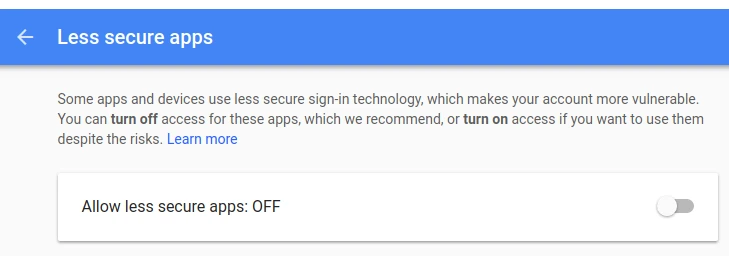 Less secure apps
Some apps and devices use less secure sign-in technology, which makes your account more vulnerable.
You can turn off access for these apps, which we recommend, or turn on access if you want to use them
despite the risks. Learn more
Allow less secure apps: OFF